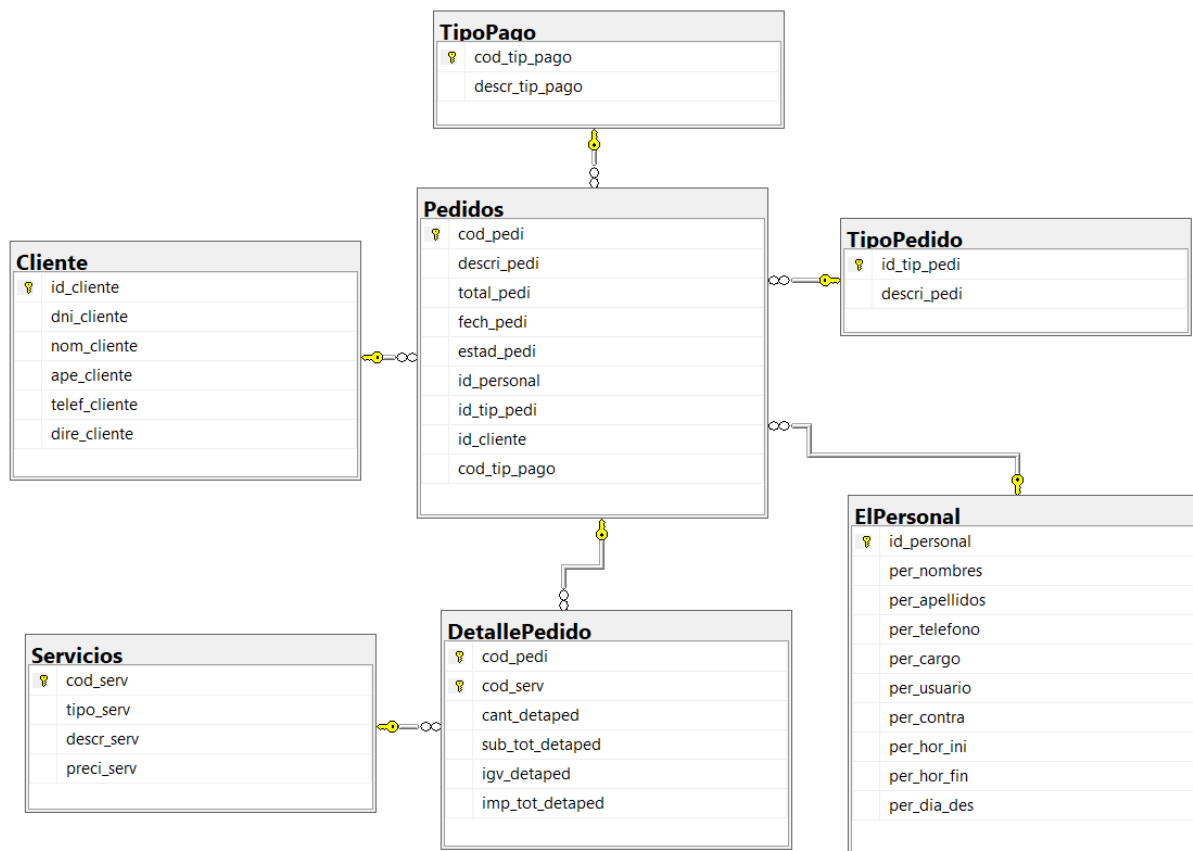 TipoPago
cod_tip_pago
descr_tip_pago
Pedidos
cod_pedi
descri_pedi
total_pedi
fech_pedi
estad_pedi
id_personal
id_tip_pedi
id_cliente
cod_tip_pago
TipoPedido
id_tip_pedi
descri_pedi
Cliente
id_cliente
dni_cliente
nom_cliente
ape_cliente
telef_cliente
dire_cliente
ElPersonal
id_personal
per_nombres
per_apellidos
per_telefono
per_cargo
per_usuario
per_contra
per_hor_ini
per_hor_fin
per_dia_des
DetallePedido
cod_pedi
cod_serv
cant_detaped
sub_tot_detaped
igv_detaped
imp_tot_detaped
Servicios
cod_serv
tipo_serv
descr_serv
preci_serv